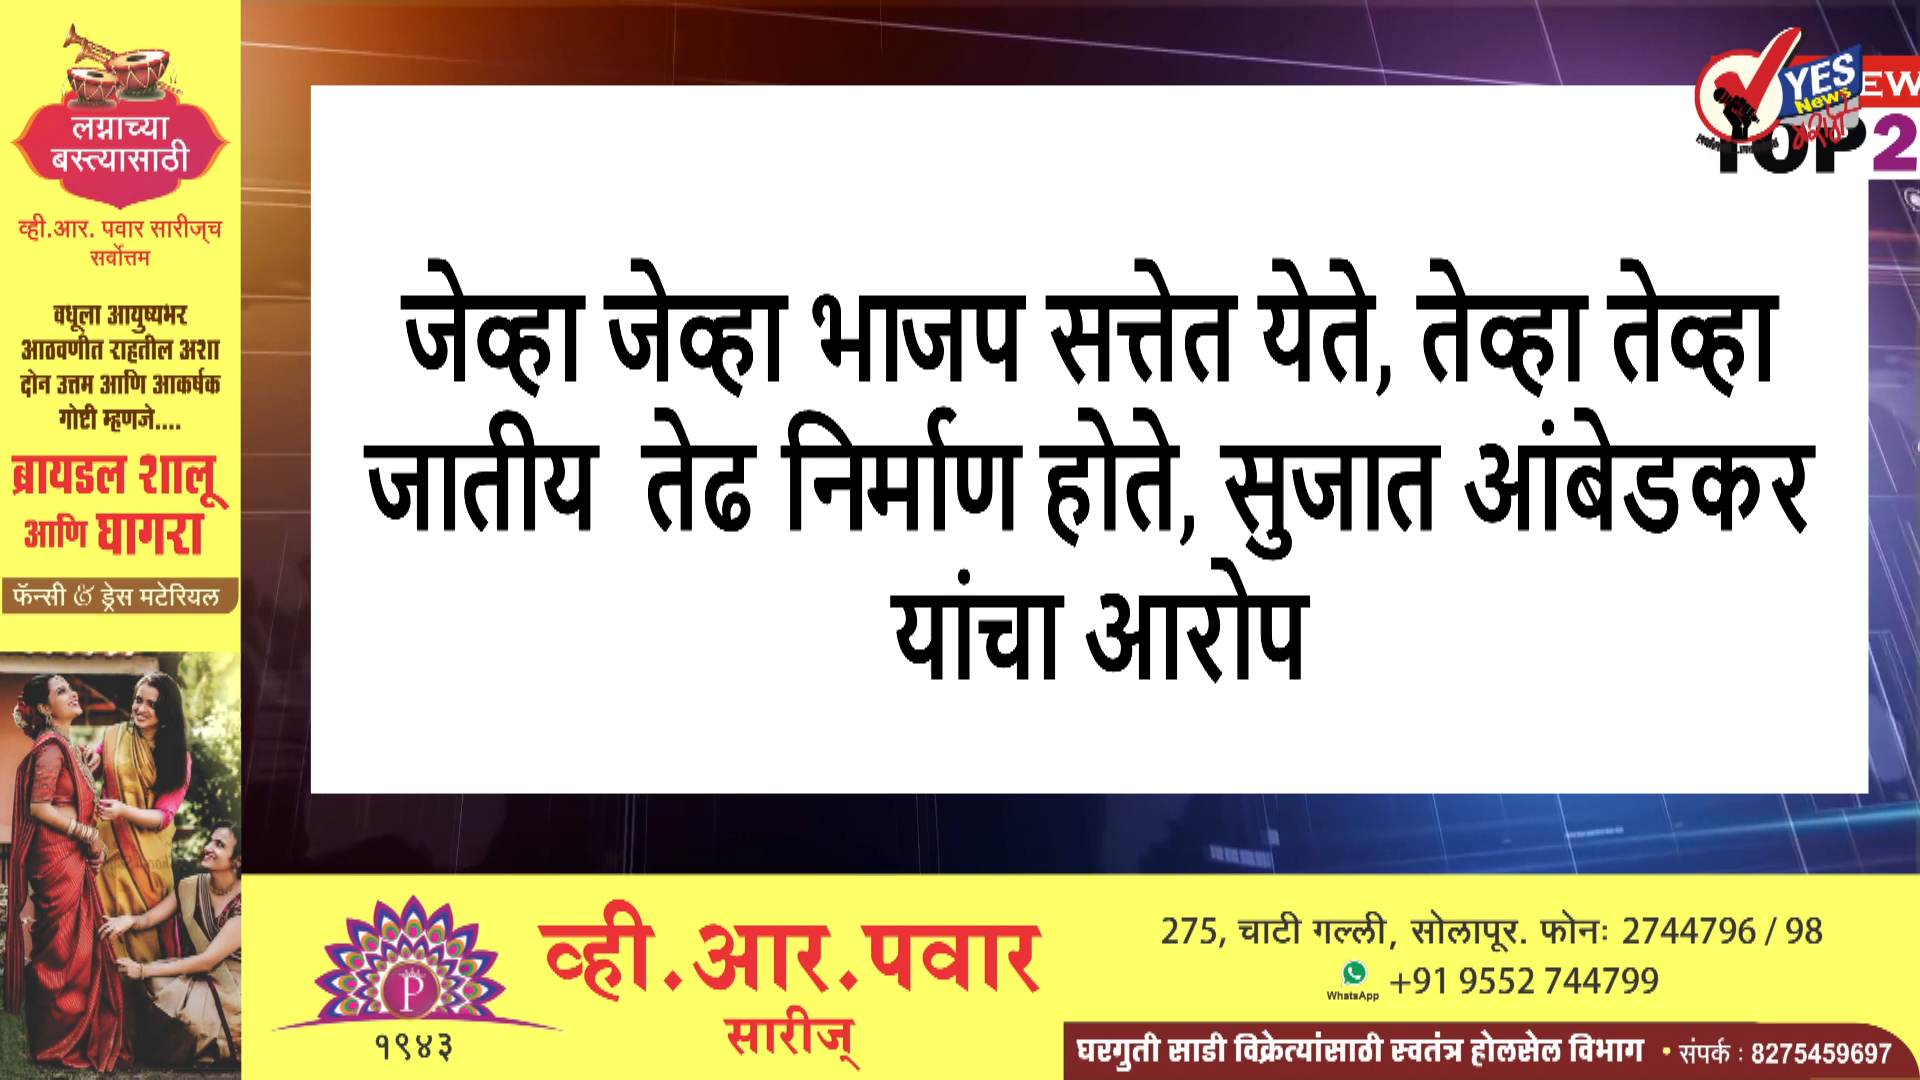 लग्नाच्या
बस्त्यासाठी
व्ही.आर. पवार सारीज्‌च
सर्वोत्तम
वधूला आयुष्यभर
आठवणीत राहतील अशा
दोन उत्तम आणि आकर्षक
गोष्टी म्हणजे....
ब्रायडल शालू
आणि घागरा
फॅन्सी & ड्रेस मटेरियल
YES
News
मराठी
EW
TOP 2
जेव्हा जेव्हा भाजप सत्तेत येते, तेव्हा तेव्हा
जातीय तेढ निर्माण होते, सुजात आंबेडकर
यांचा आरोप
P
१९४३
व्ही.आर.पवार
सारीज्
275, चाटी गल्ली, सोलापूर. फोनः 2744796 / 98
WhatsApp +91 9552 744799
घरगुती साडी विक्रेत्यांसाठी स्वतंत्र होलसेल विभाग • संपर्क : 8275459697